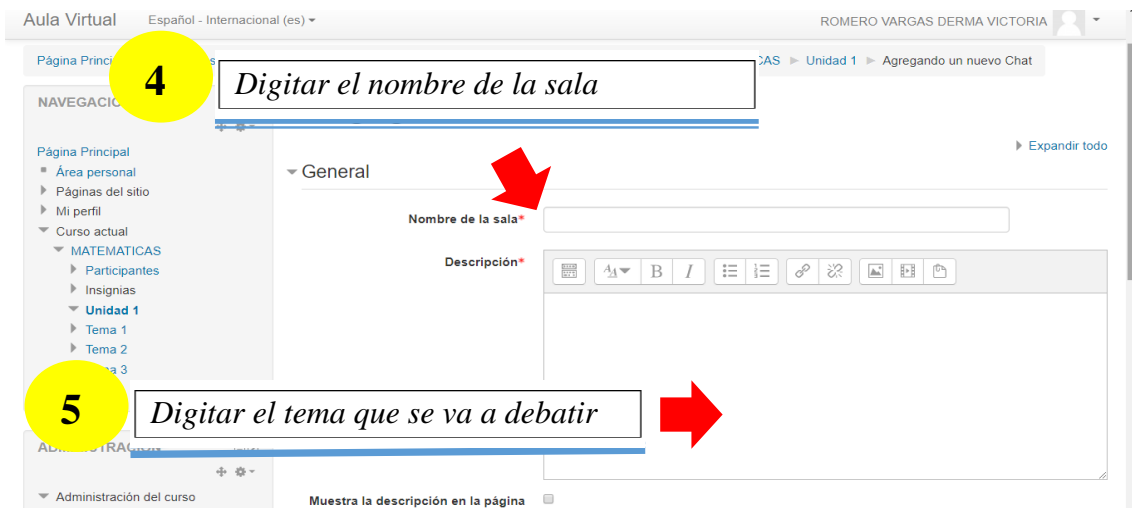 Aula Virtual Español - Internacional (es)
ROMERO VARGAS DERMA VICTORIA
Página Princ
CAS ▶ Unidad 1 ▶ Agregando un nuevo Chat
4
Digitar el nombre de la sala
NAVEGACIÓ
Expandir todo
Página Principal
Área personal
Páginas del sitio
Mi perfil
Curso actual
MATEMATICAS
Participantes
Insignias
Unidad 1
Tema 1
Tema 2
3
General
Nombre de la sala*
Descripción*
5
Digitar el tema que se va a debatir
Administración del curso
Muestra la descripción en la página